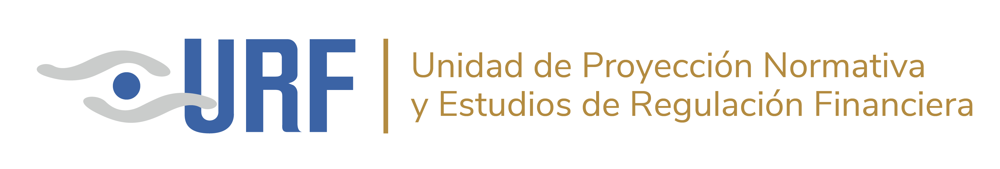 URF
Unidad de Proyección Normativa
y Estudios de Regulación Financiera